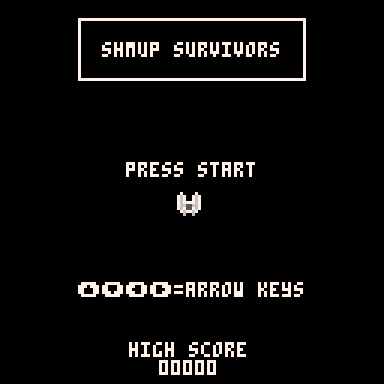 SHMUP SURVIVORS
PRESS START
⬆⬇⬅➡=ARROW KEYS
HIGH SCORE
00000